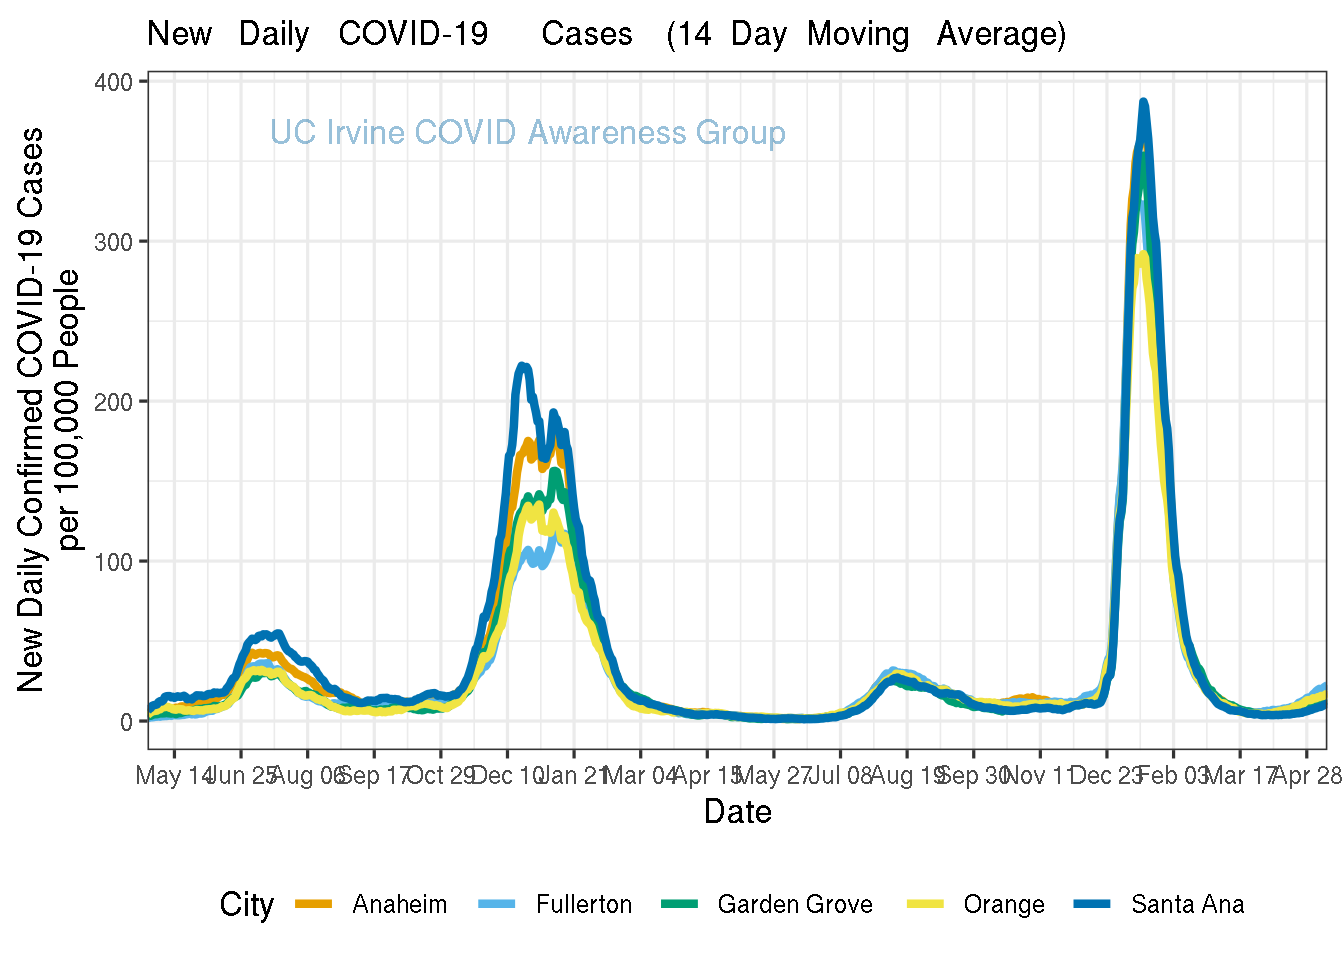 New Daily COVID-19 Cases (14 Day Moving Average)
UC Irvine COVID Awareness Group
New Daily Confirmed COVID-19 Cases
per 100,000 People
400
300
200
100
0
May 14 Jun 25 Aug 06 Sep 17 Oct 29 Dec 10 Jan 21 Mar 04 Apr 15 May 27 Jul 08 Aug 19 Sep 30 Nov 11 Dec 23 Feb 03 Mar 17 Apr 28
Date
City Anaheim Fullerton Garden Grove Orange Santa Ana